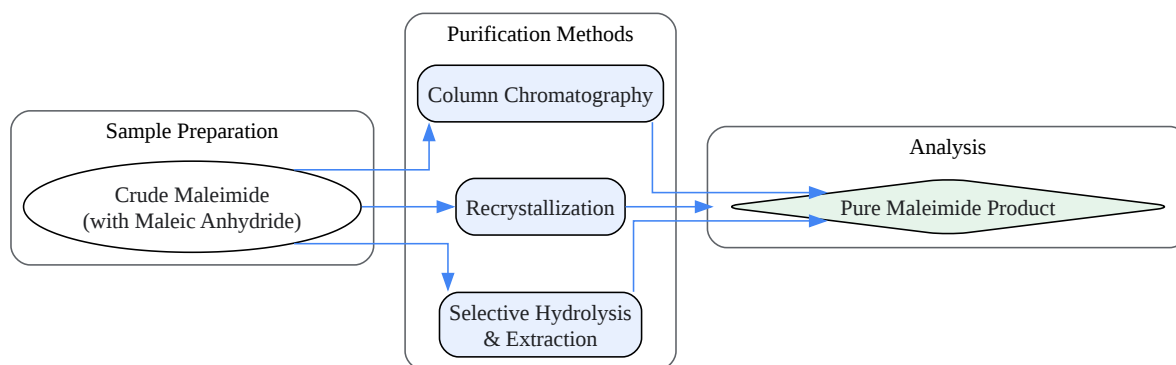 Sample Preparation
Crude Maleimide
(with Maleic Anhydride)
Purification Methods
Column Chromatography
Recrystallization
Selective Hydrolysis
& Extraction
Analysis
Pure Maleimide Product